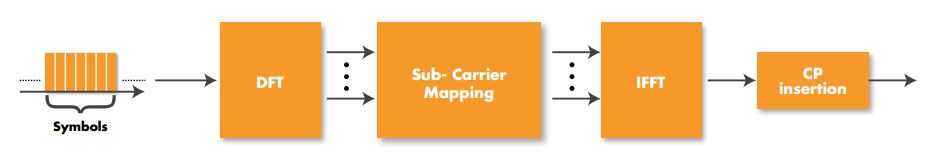 Symbols
DFT
Sub- Carrier
Mapping
IFFT
CP
insertion